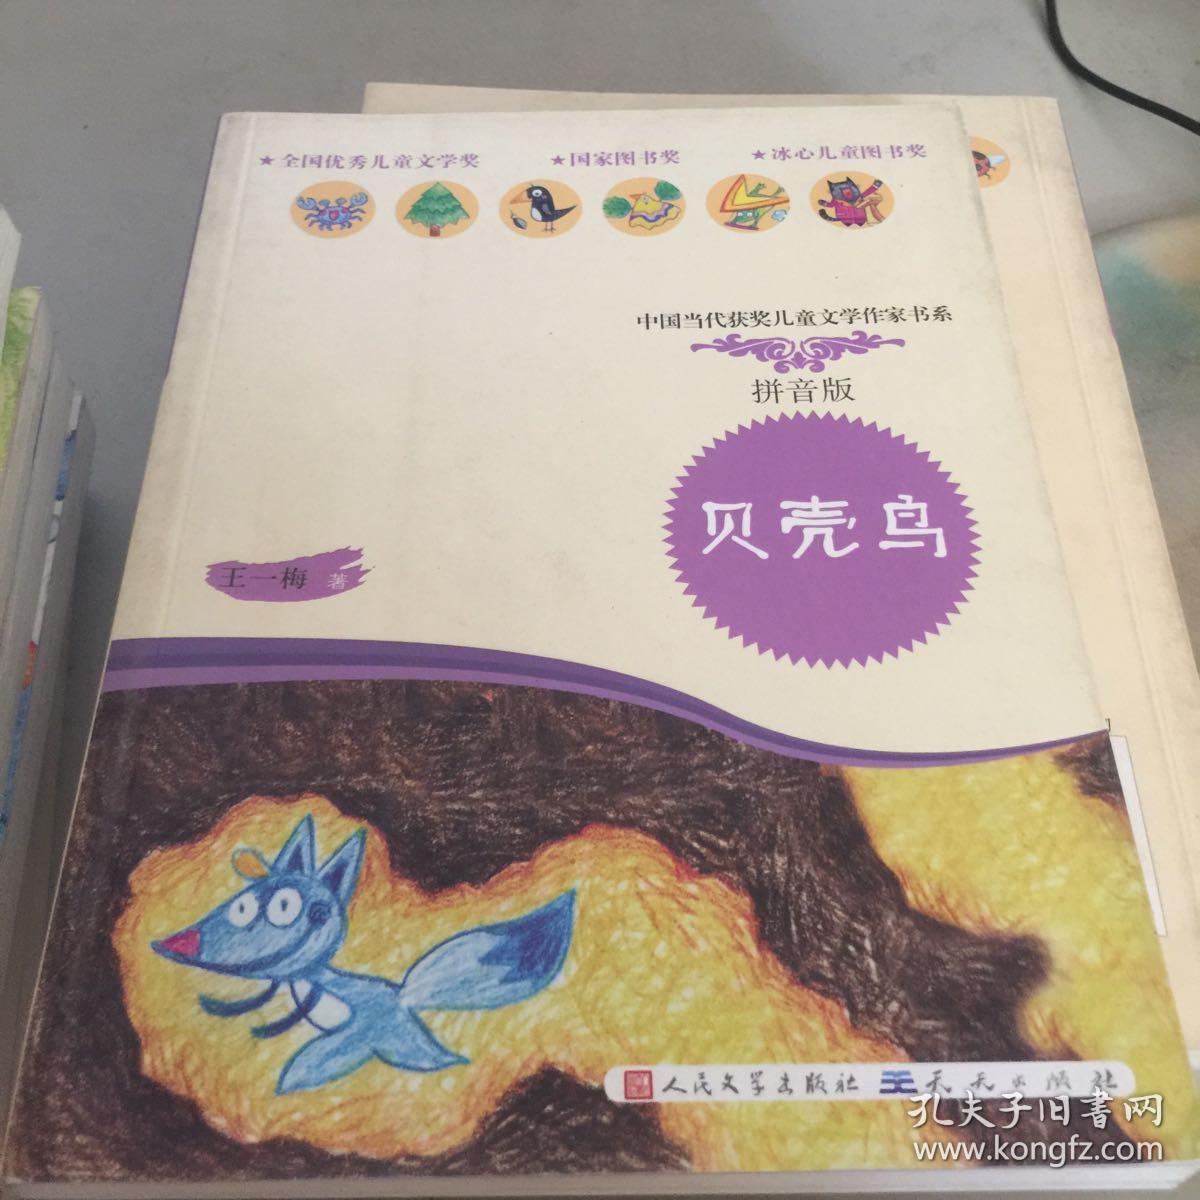 ★全国优秀儿童文学奖 ★国家图书奖 ★冰心儿童图书奖
中国当代获奖儿童文学作家书系
拼音版
贝壳鸟
王一梅 著
人民文学出版社 天天出版社
孔夫子旧书网
www.kongfz.com